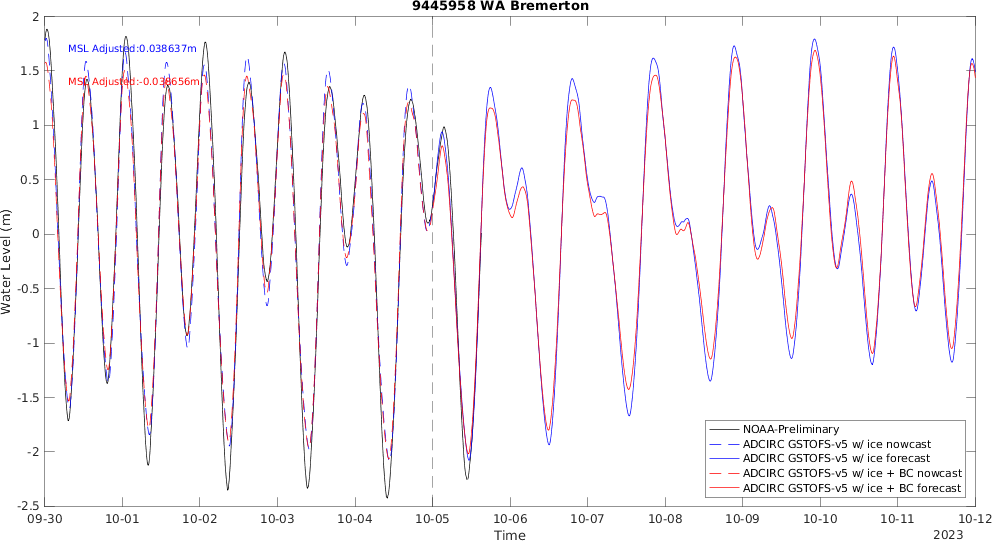 9445958 WA Bremerton
MSL Adjusted:0.038637m
MSL Adjusted:-0.038656m
Water Level (m)
2
1.5
1
0.5
0
-0.5
-1
-1.5
-2
-2.5
NOAA-Preliminary
ADCIRC GSTOFS-v5 w/ ice nowcast
ADCIRC GSTOFS-v5 w/ ice forecast
ADCIRC GSTOFS-v5 w/ ice + BC nowcast
ADCIRC GSTOFS-v5 w/ ice + BC forecast
09-30 10-01 10-02 10-03 10-04 10-05 10-06 10-07 10-08 10-09 10-10 10-11 10-12
Time
2023